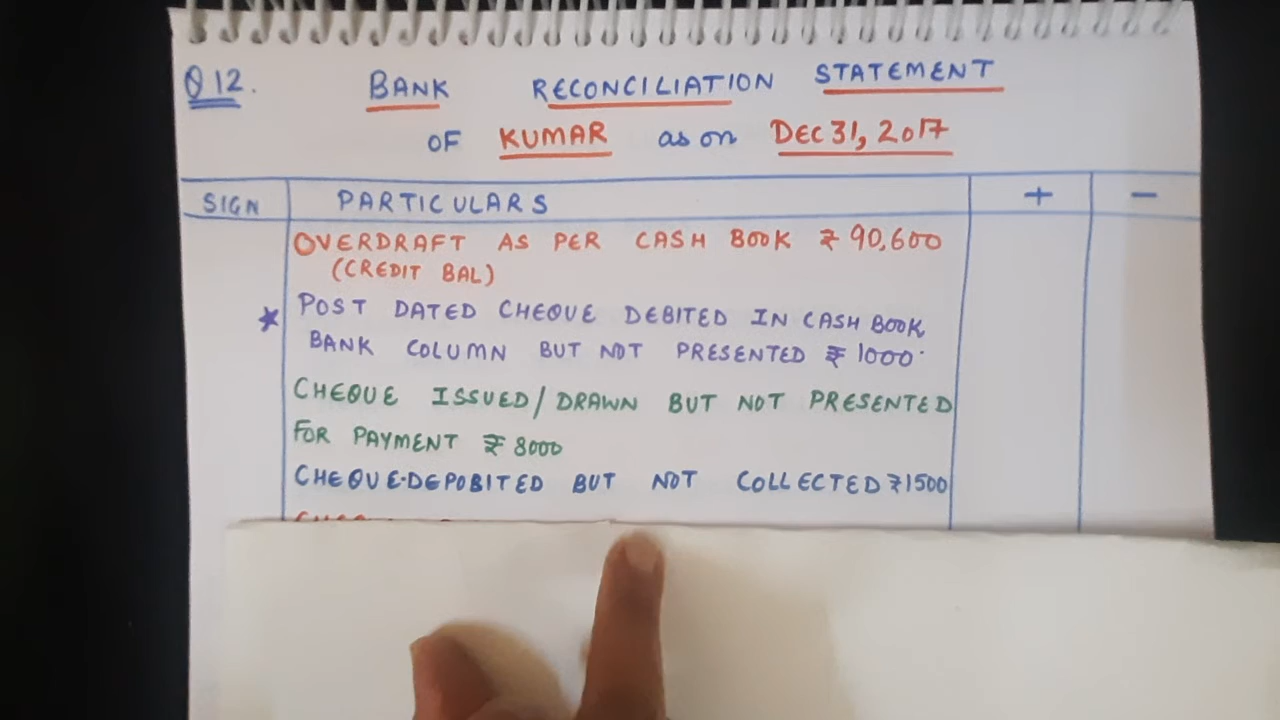 Q 12. BANK RECONCILIATION STATEMENT
OF KUMAR as on DEC 31, 2017
SIGN PARTICULARS + -
OVERDRAFT AS PER CASH BOOK ₹ 90,600
(CREDIT BAL)
POST DATED CHEQUE DEBITED IN CASH BOOK
BANK COLUMN BUT NOT PRESENTED ₹ 1000
CHEQUE ISSUED/DRAWN BUT NOT PRESENTED
FOR PAYMENT ₹ 8000
CHEQUE-DEPOBITED BUT NOT COLLECTED ₹1500